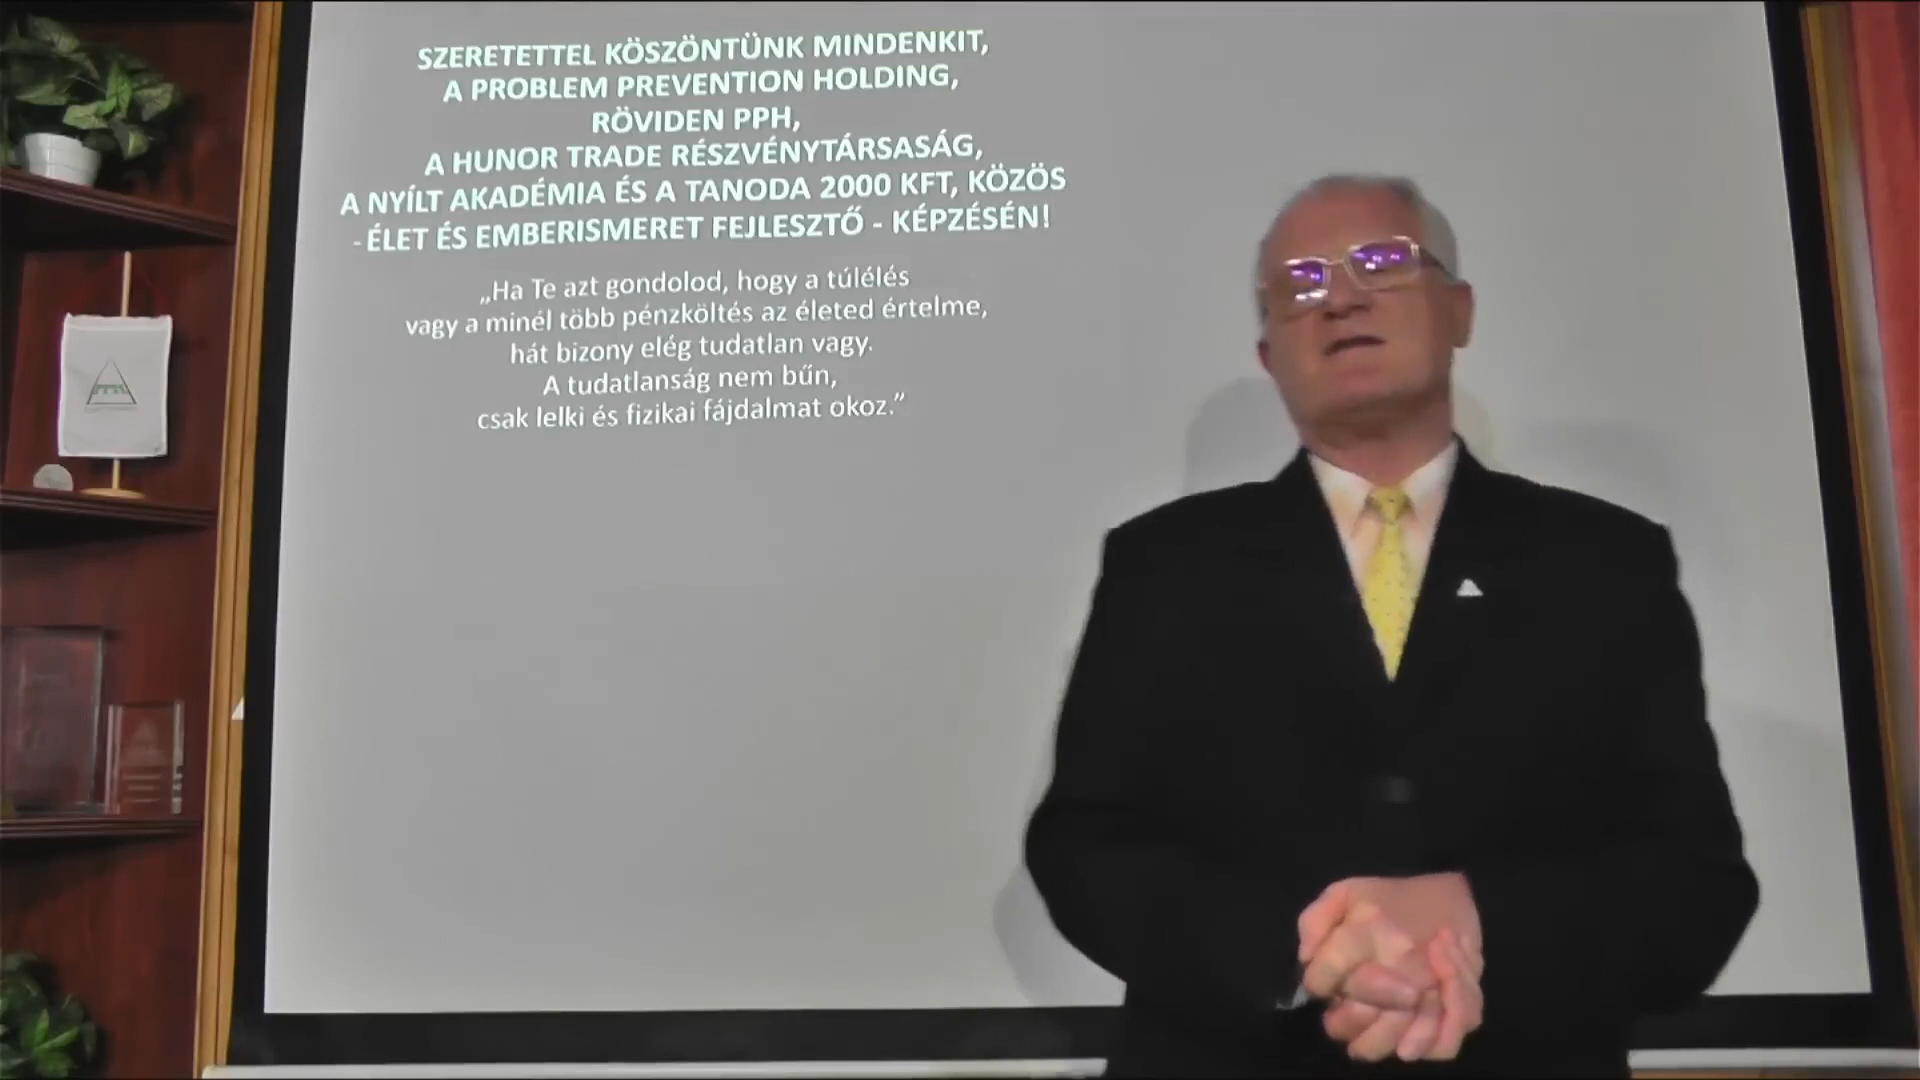 SZERETETTEL KÖSZÖNTÜNK MINDENKIT,
A PROBLEM PREVENTION HOLDING,
RÖVIDEN PPH,
A HUNOR TRADE RÉSZVÉNYTÁRSASÁG,
A NYÍLT AKADÉMIA ÉS A TANODA 2000 KFT, KÖZÖS
- ÉLET ÉS EMBERISMERET FEJLESZTŐ - KÉPZÉSÉN!
„Ha Te azt gondolod, hogy a túlélés
vagy a minél több pénzköltés az életed értelme,
hát bizony elég tudatlan vagy.
A tudatlanság nem bűn,
csak lelki és fizikai fájdalmat okoz.”